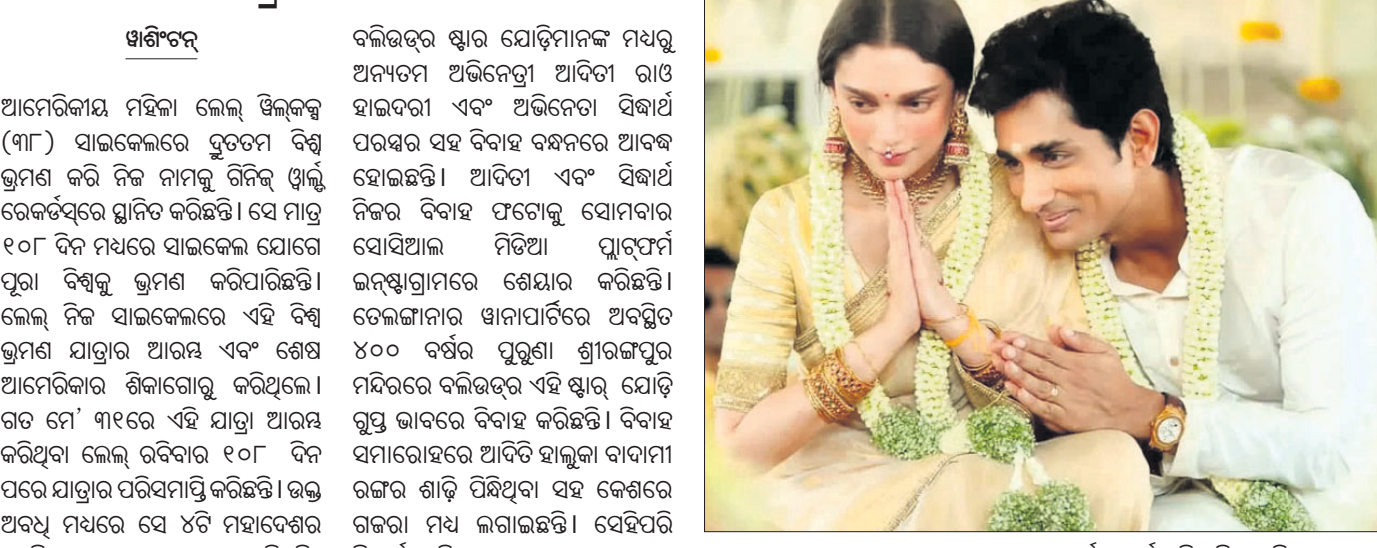 ୱାଶିଂଟନ୍
ଆମେରିକୀୟ ମହିଳା ଲେଲ୍ ୱିଲ୍‌କକ୍ସ
(୩୮) ସାଇକେଲରେ ଦ୍ରୁତତମ ବିଶ୍ୱ
ଭ୍ରମଣ କରି ନିଜ ନାମକୁ ଗିନିଜ୍ ୱାର୍ଲ୍ଡ
ରେକର୍ଡସ୍‌ରେ ସ୍ଥାନିତ କରିଛନ୍ତି। ସେ ମାତ୍ର
୧୦୮ ଦିନ ମଧ୍ୟରେ ସାଇକେଲ ଯୋଗେ
ପୂରା ବିଶ୍ୱକୁ ଭ୍ରମଣ କରିପାରିଛନ୍ତି।
ଲେଲ୍ ନିଜ ସାଇକେଲରେ ଏହି ବିଶ୍ୱ
ଭ୍ରମଣ ଯାତ୍ରାର ଆରମ୍ଭ ଏବଂ ଶେଷ
ଆମେରିକାର ଶିକାଗୋରୁ କରିଥିଲେ।
ଗତ ମେ’ ୩୧ରେ ଏହି ଯାତ୍ରା ଆରମ୍ଭ
କରିଥିବା ଲେଲ୍ ରବିବାର ୧୦୮ ଦିନ
ପରେ ଯାତ୍ରାର ପରିସମାପ୍ତି କରିଛନ୍ତି। ଉକ୍ତ
ଅବଧି ମଧ୍ୟରେ ସେ ୪ଟି ମହାଦେଶର
ବଲିଉଡ୍‌ର ଷ୍ଟାର ଯୋଡ଼ିମାନଙ୍କ ମଧ୍ୟରୁ
ଅନ୍ୟତମ ଅଭିନେତ୍ରୀ ଆଦିତୀ ରାଓ
ହାଇଦରୀ ଏବଂ ଅଭିନେତା ସିଦ୍ଧାର୍ଥ
ପରସ୍ପର ସହ ବିବାହ ବନ୍ଧନରେ ଆବଦ୍ଧ
ହୋଇଛନ୍ତି। ଆଦିତୀ ଏବଂ ସିଦ୍ଧାର୍ଥ
ନିଜର ବିବାହ ଫଟୋକୁ ସୋମବାର
ସୋସିଆଲ ମିଡିଆ ପ୍ଲାଟ୍‌ଫର୍ମ
ଇନ୍‌ଷ୍ଟାଗ୍ରାମରେ ଶେୟାର କରିଛନ୍ତି।
ତେଲଙ୍ଗାନାର ୱାନାପାର୍ଟିରେ ଅବସ୍ଥିତ
୪୦୦ ବର୍ଷର ପୁରୁଣା ଶ୍ରୀରଙ୍ଗପୁର
ମନ୍ଦିରରେ ବଲିଉଡ୍‌ର ଏହି ଷ୍ଟାର୍ ଯୋଡ଼ି
ଗୁପ୍ତ ଭାବରେ ବିବାହ କରିଛନ୍ତି। ବିବାହ
ସମାରୋହରେ ଆଦିତି ହାଲୁକା ବାଦାମୀ
ରଙ୍ଗର ଶାଢ଼ି ପିନ୍ଧିଥିବା ସହ କେଶରେ
ଗଜରା ମଧ୍ୟ ଲଗାଇଛନ୍ତି। ସେହିପରି